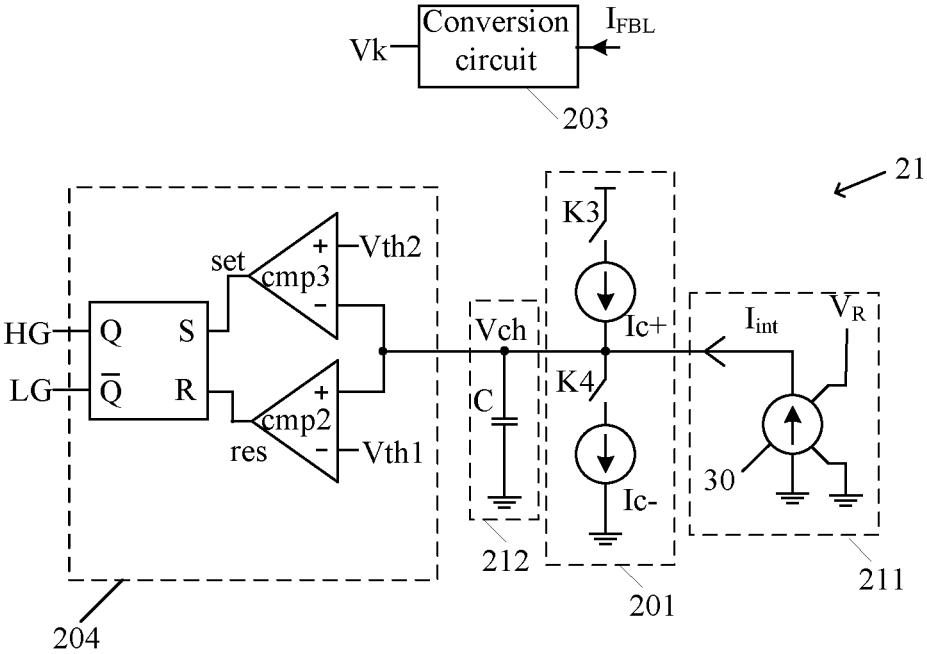 Conversion circuit
Vk
I_FBL
203
21
K3
Vth2
set
cmp3
+
−
HG
Q
S
Vch
Ic+
I_int
V_R
LG
Q̅
R
K4
C
cmp2
+
−
res
Vth1
30
Ic-
212
201
211
204